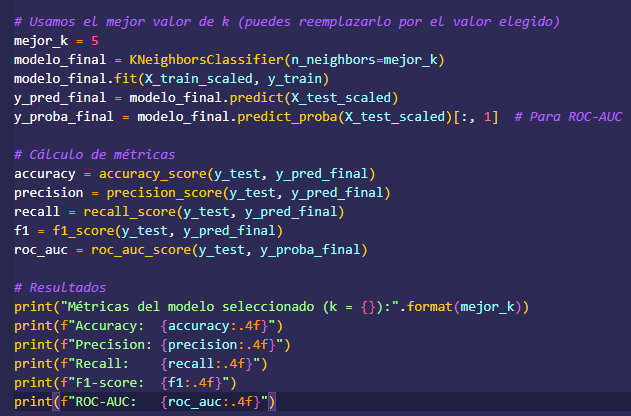 # Usamos el mejor valor de k (puedes reemplazarlo por el valor elegido)
mejor_k = 5
modelo_final = KNeighborsClassifier(n_neighbors=mejor_k)
modelo_final.fit(X_train_scaled, y_train)
y_pred_final = modelo_final.predict(X_test_scaled)
y_proba_final = modelo_final.predict_proba(X_test_scaled)[:, 1]  # Para ROC-AUC

# Cálculo de métricas
accuracy = accuracy_score(y_test, y_pred_final)
precision = precision_score(y_test, y_pred_final)
recall = recall_score(y_test, y_pred_final)
f1 = f1_score(y_test, y_pred_final)
roc_auc = roc_auc_score(y_test, y_proba_final)

# Resultados
print("Métricas del modelo seleccionado (k = {}):".format(mejor_k))
print(f"Accuracy:  {accuracy:.4f}")
print(f"Precision: {precision:.4f}")
print(f"Recall:    {recall:.4f}")
print(f"F1-score:  {f1:.4f}")
print(f"ROC-AUC:   {roc_auc:.4f}")